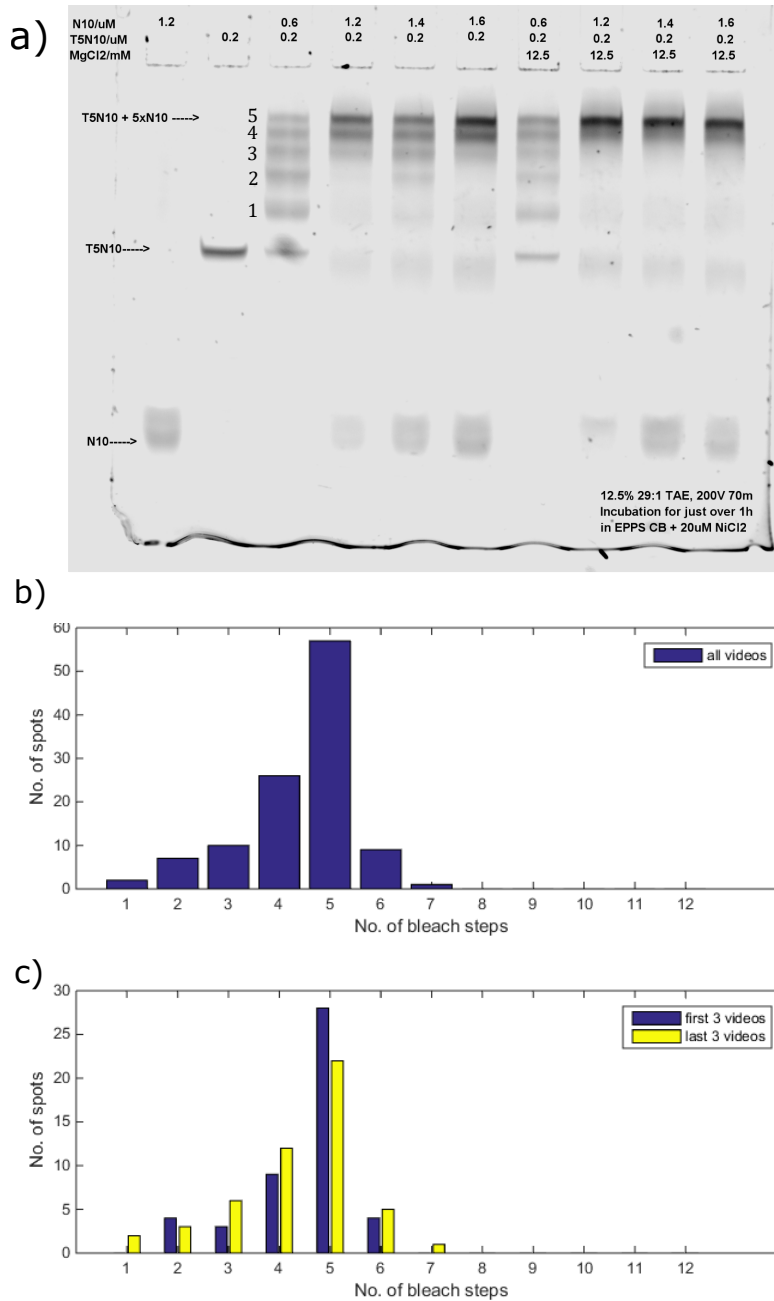 a)
N10/uM 1.2 0.6 1.2 1.4 1.6 0.6 1.2 1.4 1.6
T5N10/uM 0.2 0.2 0.2 0.2 0.2 0.2 0.2 0.2 0.2
MgCl2/mM 12.5 12.5 12.5 12.5
T5N10 + 5xN10 ----->
5
4
3
2
1
T5N10----->
N10----->
12.5% 29:1 TAE, 200V 70m
Incubation for just over 1h
in EPPS CB + 20uM NiCl2
b)
60
50
40
30
20
10
0
No. of spots
all videos
1 2 3 4 5 6 7 8 9 10 11 12
No. of bleach steps
c)
30
25
20
15
10
5
0
No. of spots
first 3 videos
last 3 videos
1 2 3 4 5 6 7 8 9 10 11 12
No. of bleach steps